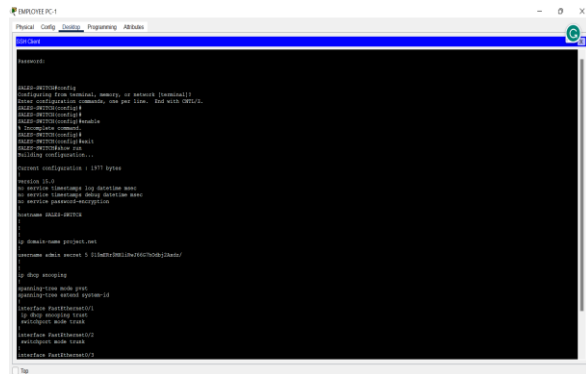 EMPLOYEE PC-1
Physical Config Desktop Programming Attributes
SSH Client
Password:
SALES-SWITCH#config
Configuring from terminal, memory, or network [terminal]?
Enter configuration commands, one per line. End with CNTL/Z.
SALES-SWITCH(config)#
SALES-SWITCH(config)#enable
% Incomplete command.
SALES-SWITCH(config)#
SALES-SWITCH(config)#exit
SALES-SWITCH#show run
Building configuration...
Current configuration : 1977 bytes
!
version 15.0
no service timestamps log datetime msec
no service timestamps debug datetime msec
no service password-encryption
!
hostname SALES-SWITCH
!
!
!
ip domain-name project.net
!
username admin secret 5
!
ip dhcp snooping
!
spanning-tree mode pvst
spanning-tree extend system-id
!
interface FastEthernet0/1
ip dhcp snooping trust
switchport mode trunk
!
interface FastEthernet0/2
switchport mode trunk
!
interface FastEthernet0/3
Top